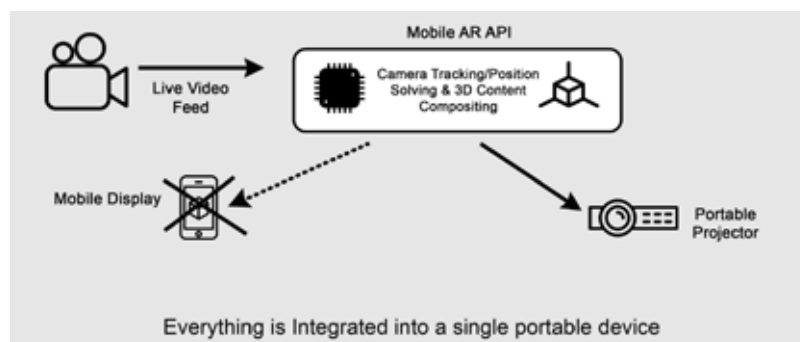 Mobile AR API
Live Video
Feed
Camera Tracking/Position
Solving & 3D Content
Compositing
Mobile Display
Portable
Projector
Everything is Integrated into a single portable device